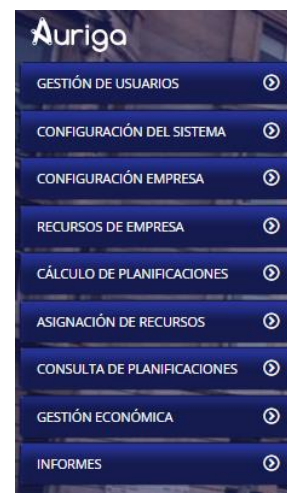 Auriga
GESTIÓN DE USUARIOS
CONFIGURACIÓN DEL SISTEMA
CONFIGURACIÓN EMPRESA
RECURSOS DE EMPRESA
CÁLCULO DE PLANIFICACIONES
ASIGNACIÓN DE RECURSOS
CONSULTA DE PLANIFICACIONES
GESTIÓN ECONÓMICA
INFORMES